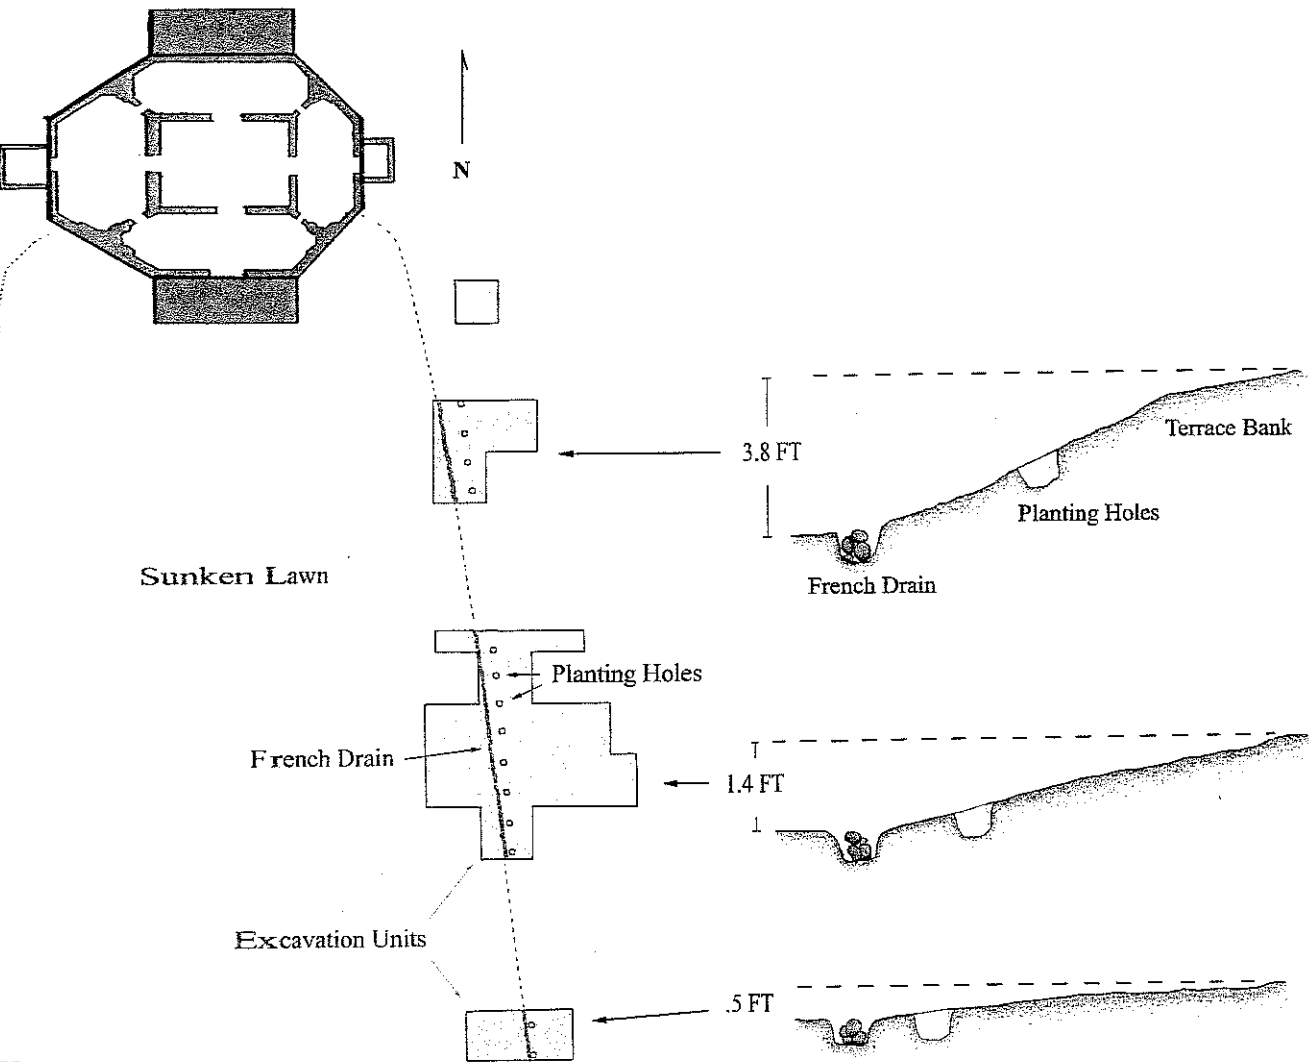 N
3.8 FT
Terrace Bank
Planting Holes
French Drain
Sunken Lawn
Planting Holes
French Drain
1.4 FT
Excavation Units
.5 FT